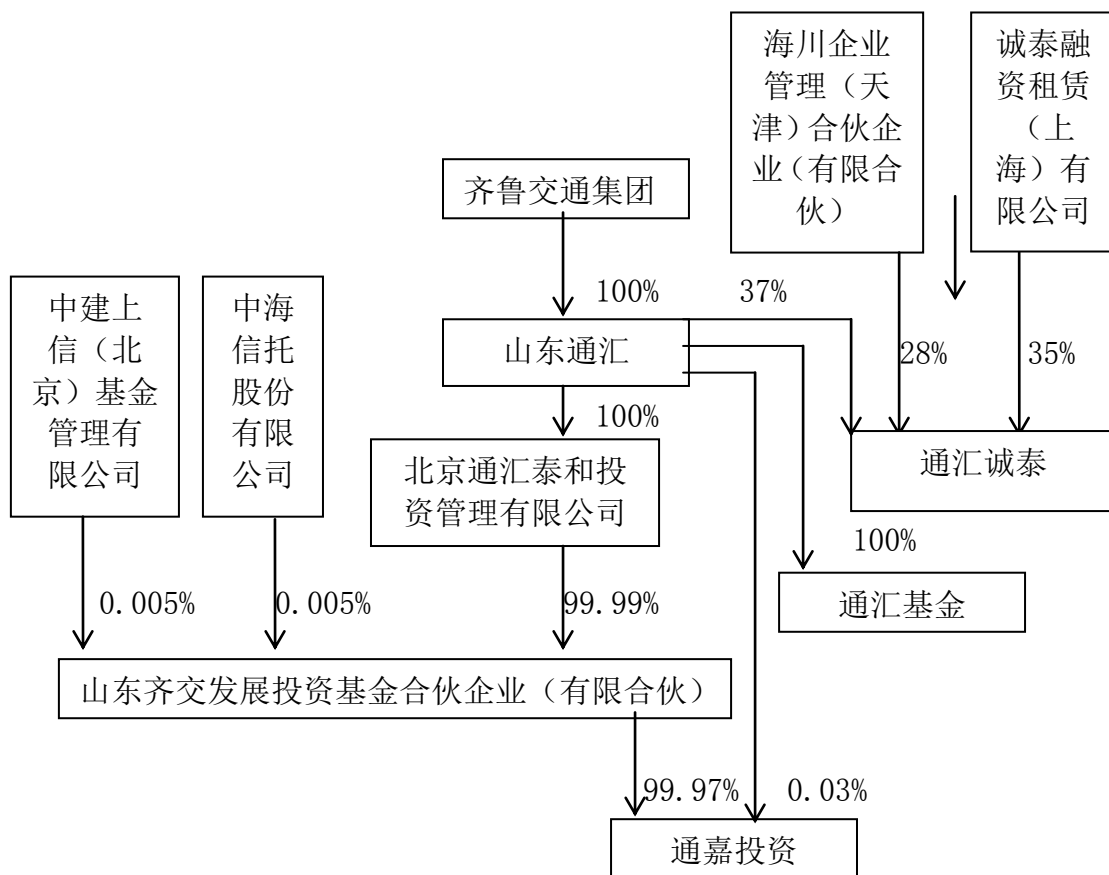 海川企业
管理（天
津）合伙企
业（有限合
伙）
诚泰融
资租赁
（上
海）有
限公司
齐鲁交通集团
中建上
信（北
京）基金
管理有
限公司
中海
信托
股份
有限
公司
100%
37%
山东通汇
28%
35%
100%
北京通汇泰和投
资管理有限公司
通汇诚泰
100%
通汇基金
0.005%
0.005%
99.99%
山东齐交发展投资基金合伙企业（有限合伙）
99.97%
0.03%
通嘉投资